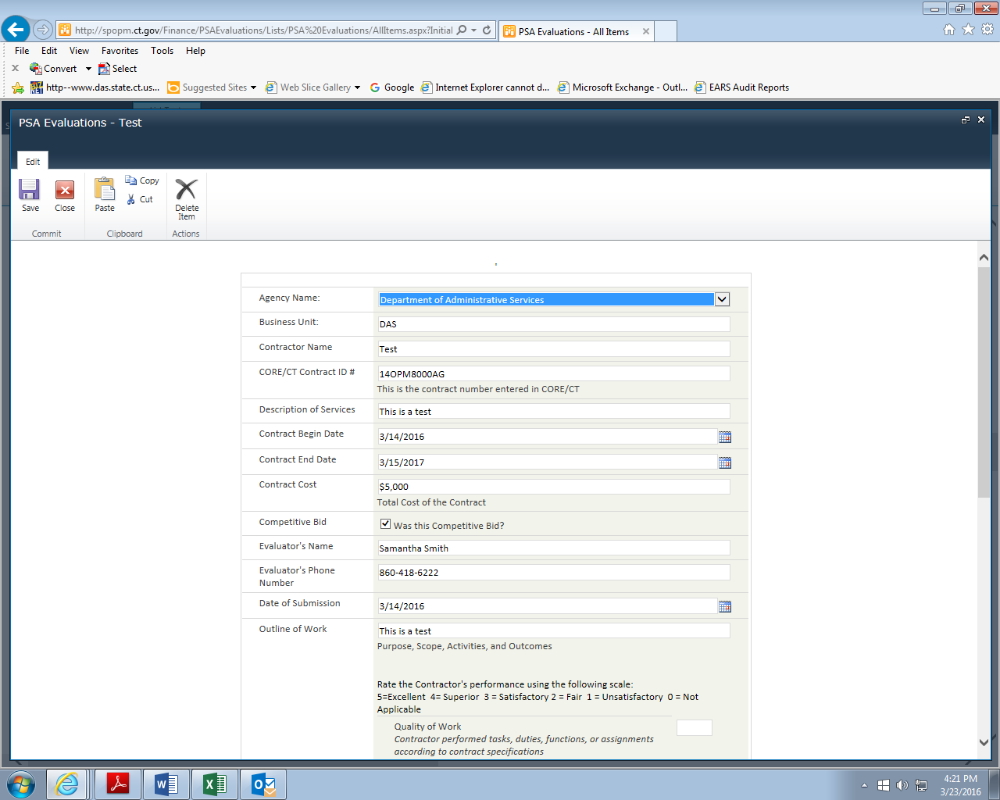 http://spopm.ct.gov/Finance/PSAEvaluations/Lists/PSA%20Evaluations/AllItems.aspx?Initial
PSA Evaluations - All Items
File Edit View Favorites Tools Help
Convert Select
http--www.das.state.ct.us... Suggested Sites Web Slice Gallery Google Internet Explorer cannot d... Microsoft Exchange - Outl... EARS Audit Reports
PSA Evaluations - Test
Edit
Save Close Paste Copy Cut Delete Item
Commit Clipboard Actions
Agency Name: Department of Administrative Services
Business Unit: DAS
Contractor Name Test
CORE/CT Contract ID # 14OPM8000AG
This is the contract number entered in CORE/CT
Description of Services This is a test
Contract Begin Date 3/14/2016
Contract End Date 3/15/2017
Contract Cost $5,000
Total Cost of the Contract
Competitive Bid Was this Competitive Bid?
Evaluator's Name Samantha Smith
Evaluator's Phone Number 860-418-6222
Date of Submission 3/14/2016
Outline of Work This is a test
Purpose, Scope, Activities, and Outcomes
Rate the Contractor's performance using the following scale:
5=Excellent 4= Superior 3 = Satisfactory 2 = Fair 1 = Unsatisfactory 0 = Not
Applicable
Quality of Work
Contractor performed tasks, duties, functions, or assignments
according to contract specifications
4:21 PM
3/23/2016